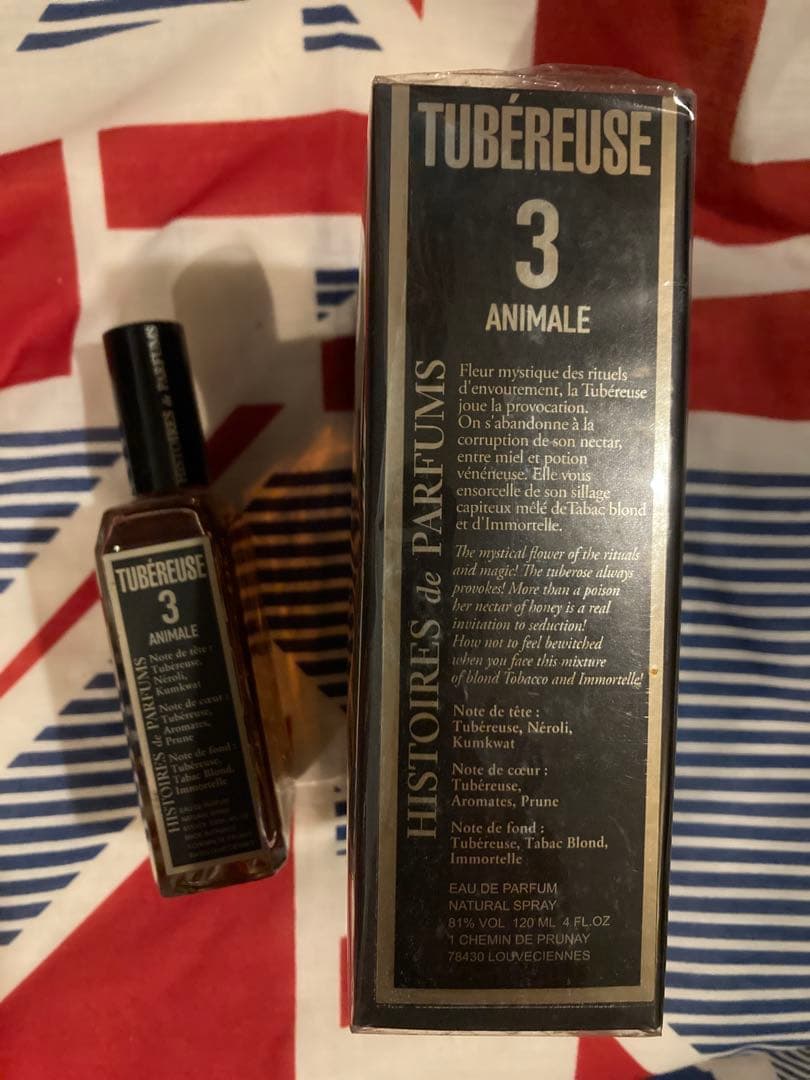 TUBÉREUSE
3
ANIMALE
HISTOIRES de PARFUMS
Fleur mystique des rituels
d'envoutement, la Tubéreuse
joue la provocation.
On s'abandonne à la
corruption de son nectar,
entre miel et potion
vénéneuse. Elle vous
ensorcelle de son sillage
capiteux mêlé deTabac blond
et d'Immortelle.
The mystical flower of the rituals
and magic! The tuberose always
provokes! More than a poison
her nectar of honey is a real
invitation to seduction!
How not to feel bewitched
when you face this mixture
of blond Tobacco and Immortelle!
Note de tête :
Tubéreuse, Néroli,
Kumkwat
Note de cœur :
Tubéreuse,
Aromates, Prune
Note de fond :
Tubéreuse, Tabac Blond,
Immortelle
EAU DE PARFUM
NATURAL SPRAY
81% VOL 120 ML 4 FL.OZ
1 CHEMIN DE PRUNAY
78430 LOUVECIENNES
HISTOIRES de PARFUMS
TUBÉREUSE
3
ANIMALE
HISTOIRES de PARFUMS
Note de tête :
Tubéreuse,
Néroli,
Kumkwat
Note de cœur :
Tubéreuse,
Aromates,
Prune
Note de fond :
Tubéreuse,
Tabac Blond,
Immortelle
EAU DE PARFUM
NATURAL SPRAY